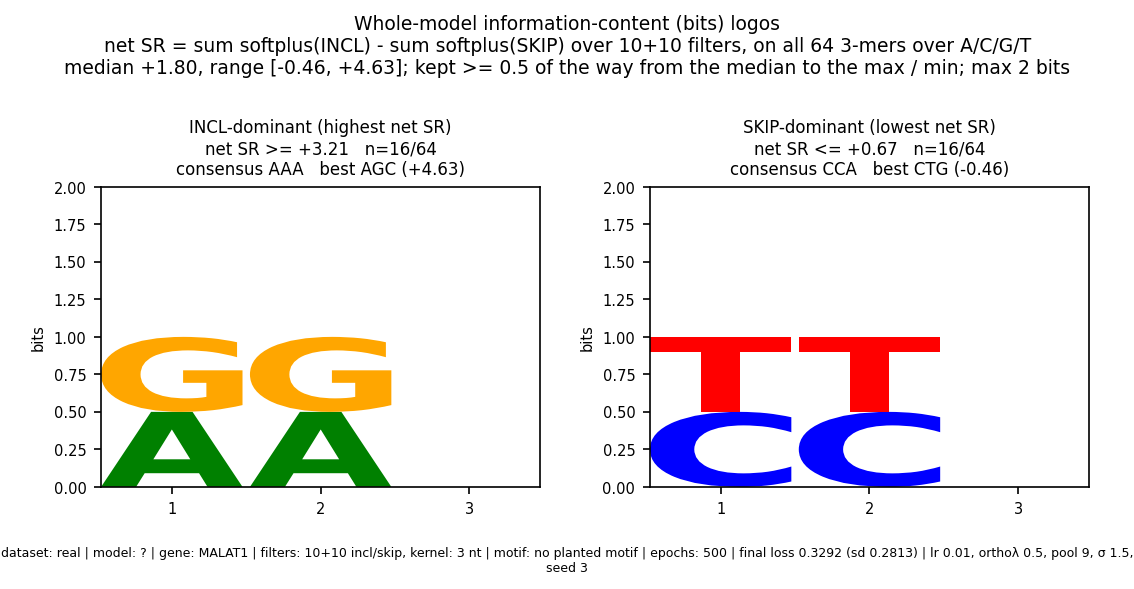 Whole-model information-content (bits) logos
net SR = sum softplus(INCL) - sum softplus(SKIP) over 10+10 filters, on all 64 3-mers over A/C/G/T
median +1.80, range [-0.46, +4.63]; kept >= 0.5 of the way from the median to the max / min; max 2 bits
INCL-dominant (highest net SR)
net SR >= +3.21 n=16/64
consensus AAA best AGC (+4.63)
2.00
1.75
1.50
1.25
1.00
0.75
0.50
0.25
0.00
bits
G G
A A
1 2 3
SKIP-dominant (lowest net SR)
net SR <= +0.67 n=16/64
consensus CCA best CTG (-0.46)
2.00
1.75
1.50
1.25
1.00
0.75
0.50
0.25
0.00
bits
T T
C C
1 2 3
dataset: real | model: ? | gene: MALAT1 | filters: 10+10 incl/skip, kernel: 3 nt | motif: no planted motif | epochs: 500 | final loss 0.3292 (sd 0.2813) | lr 0.01, orthoλ 0.5, pool 9, σ 1.5,
seed 3